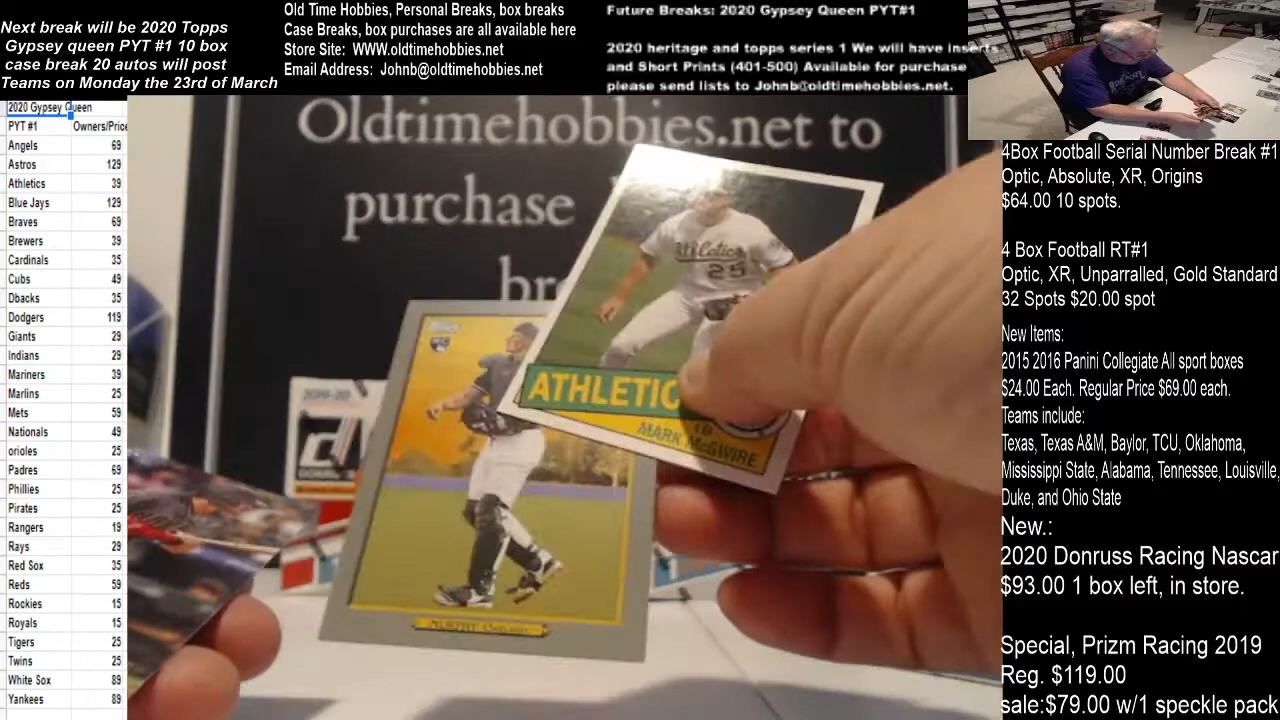 Next break will be 2020 Topps
Gypsey queen PYT #1 10 box
case break 20 autos will post
Teams on Monday the 23rd of March
Old Time Hobbies, Personal Breaks, box breaks
Case Breaks, box purchases are all available here
Store Site: WWW.oldtimehobbies.net
Email Address: Johnb@oldtimehobbies.net
Future Breaks: 2020 Gypsey Queen PYT#1
2020 heritage and topps series 1 We will have inserts
and Short Prints (401-500) Available for purchase
please send lists to Johnb@oldtimehobbies.net.
2020 Gypsey Queen
PYT #1 Owners/Price
Angels 69
Astros 129
Athletics 39
Blue Jays 129
Braves 69
Brewers 39
Cardinals 35
Cubs 49
Dbacks 35
Dodgers 119
Giants 29
Indians 29
Mariners 39
Marlins 25
Mets 59
Nationals 49
orioles 25
Padres 69
Phillies 25
Pirates 25
Rangers 19
Rays 29
Red Sox 35
Reds 59
Rockies 15
Royals 15
Tigers 25
Twins 25
White Sox 89
Yankees 89
Oldtimehobbies.net to
purchase
bre
Athletics
25
ATHLETIC
1B
MARK McGWIRE
RC
4Box Football Serial Number Break #1
Optic, Absolute, XR, Origins
$64.00 10 spots.
4 Box Football RT#1
Optic, XR, Unparralled, Gold Standard
32 Spots $20.00 spot
New Items:
2015 2016 Panini Collegiate All sport boxes
$24.00 Each. Regular Price $69.00 each.
Teams include:
Texas, Texas A&M, Baylor, TCU, Oklahoma,
Mississippi State, Alabama, Tennessee, Louisville,
Duke, and Ohio State
New.:
2020 Donruss Racing Nascar
$93.00 1 box left, in store.
Special, Prizm Racing 2019
Reg. $119.00
sale:$79.00 w/1 speckle pack